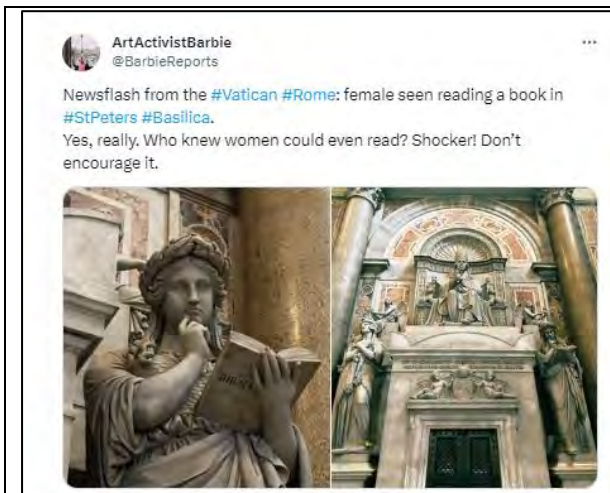 ArtActivistBarbie
@BarbieReports
Newsflash from the #Vatican #Rome: female seen reading a book in
#StPeters #Basilica.
Yes, really. Who knew women could even read? Shocker! Don’t
encourage it.